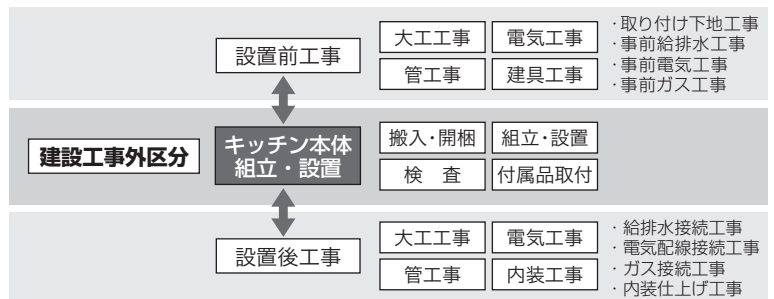 設置前工事
大工工事 電気工事
管工事 建具工事
・取り付け下地工事
・事前給排水工事
・事前電気工事
・事前ガス工事
建設工事外区分
キッチン本体
組立・設置
搬入・開梱 組立・設置
検　査 付属品取付
設置後工事
大工工事 電気工事
管工事 内装工事
・給排水接続工事
・電気配線接続工事
・ガス接続工事
・内装仕上げ工事